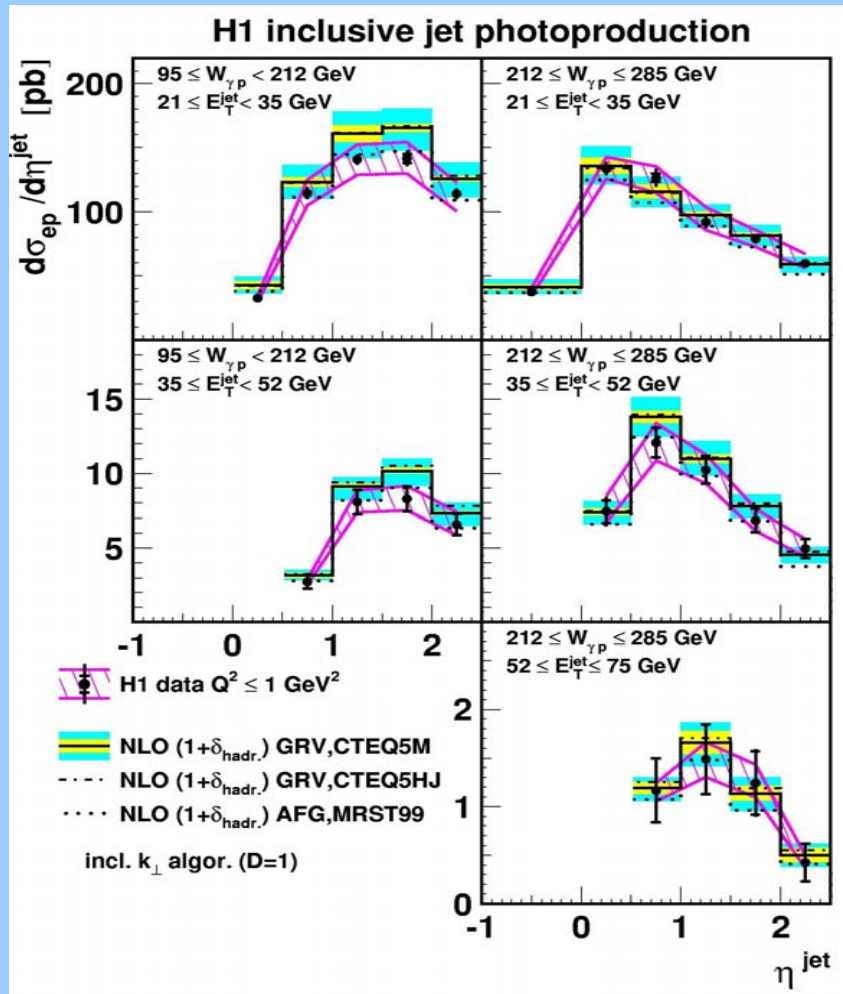 H1 inclusive jet photoproduction
dσ_ep /dη^jet [pb]
200
100
95 ≤ W_γp < 212 GeV
21 ≤ E_T^jet < 35 GeV
212 ≤ W_γp ≤ 285 GeV
21 ≤ E_T^jet < 35 GeV
15
10
5
95 ≤ W_γp < 212 GeV
35 ≤ E_T^jet < 52 GeV
212 ≤ W_γp ≤ 285 GeV
35 ≤ E_T^jet < 52 GeV
-1 0 1 2
212 ≤ W_γp ≤ 285 GeV
52 ≤ E_T^jet ≤ 75 GeV
H1 data Q² ≤ 1 GeV²
NLO (1+δ_hadr.) GRV,CTEQ5M
NLO (1+δ_hadr.) GRV,CTEQ5HJ
NLO (1+δ_hadr.) AFG,MRST99
incl. k_⊥ algor. (D=1)
2
1
0
-1 0 1 2
η^jet